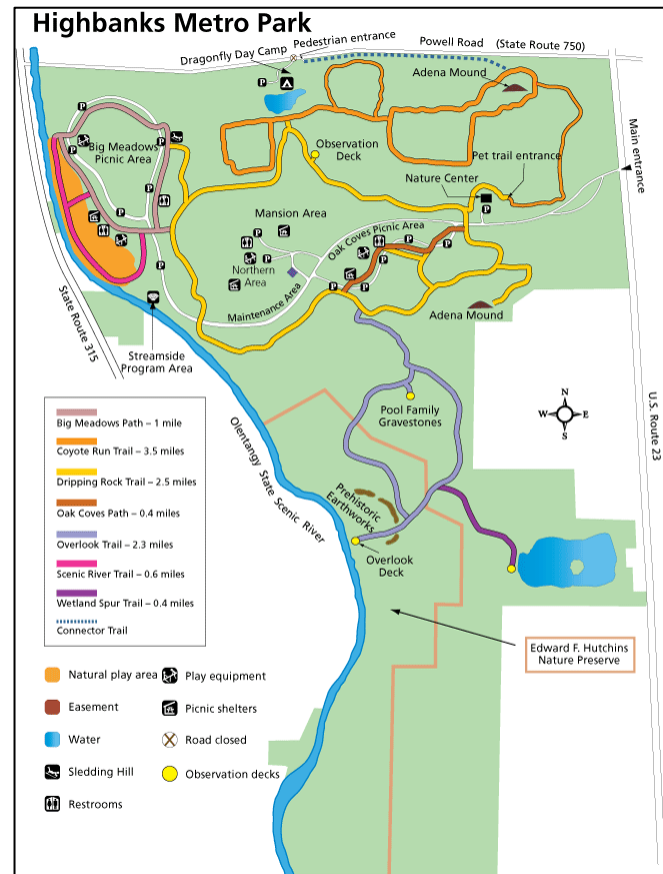 Highbanks Metro Park
Pedestrian entrance
Powell Road (State Route 750)
Dragonfly Day Camp
Adena Mound
P
P
Main entrance
Big Meadows
Picnic Area
P
P
Observation
Deck
Pet trail entrance
Nature Center
P
P
P
Mansion Area
Oak Coves Picnic Area
P
P
P
P
Northern
Area
P
P
P
Maintenance Area
Adena Mound
State Route 315
Streamside
Program Area
N
W
E
S
U.S. Route 23
Pool Family
Gravestones
Big Meadows Path – 1 mile
Coyote Run Trail – 3.5 miles
Dripping Rock Trail – 2.5 miles
Oak Coves Path – 0.4 miles
Overlook Trail – 2.3 miles
Scenic River Trail – 0.6 miles
Wetland Spur Trail – 0.4 miles
Connector Trail
Olentangy State Scenic River
Prehistoric
Earthworks
Overlook
Deck
Edward F. Hutchins
Nature Preserve
Natural play area
Play equipment
Easement
Picnic shelters
Water
Road closed
Sledding Hill
Observation decks
Restrooms